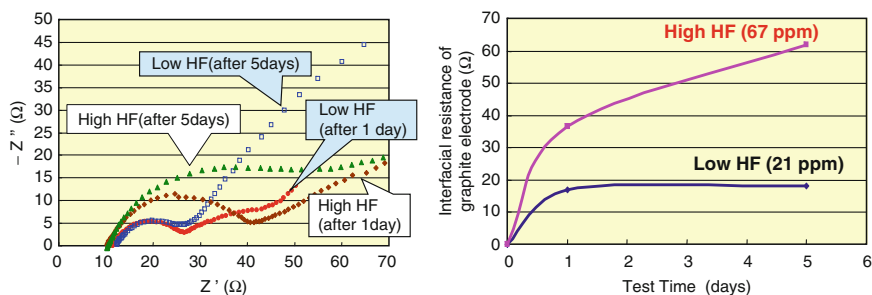 50
45
40
35
30
25
20
15
10
5
0
– Z " (Ω)
Low HF(after 5days)
High HF(after 5days)
Low HF
(after 1 day)
High HF
(after 1day)
0 10 20 30 40 50 60 70
Z ' (Ω)
70
60
50
40
30
20
10
0
Interfacial resistance of
graphite electrode (Ω)
High HF (67 ppm)
Low HF (21 ppm)
0 1 2 3 4 5 6
Test Time (days)